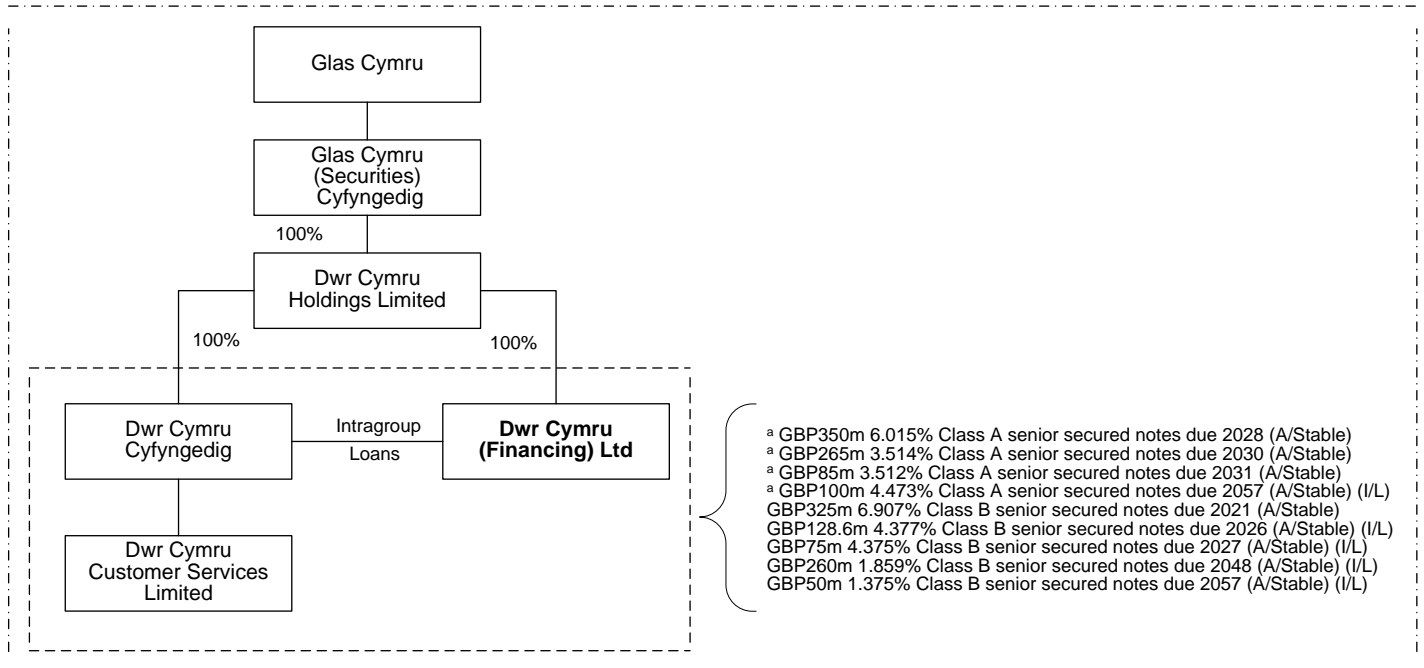 Glas Cymru
Glas Cymru
(Securities)
Cyfyngedig
100%
Dwr Cymru
Holdings Limited
100%
100%
Dwr Cymru
Cyfyngedig
Intragroup
Loans
Dwr Cymru
(Financing) Ltd
Dwr Cymru
Customer Services
Limited
ᵃ GBP350m 6.015% Class A senior secured notes due 2028 (A/Stable)
ᵃ GBP265m 3.514% Class A senior secured notes due 2030 (A/Stable)
ᵃ GBP85m 3.512% Class A senior secured notes due 2031 (A/Stable)
ᵃ GBP100m 4.473% Class A senior secured notes due 2057 (A/Stable) (I/L)
GBP325m 6.907% Class B senior secured notes due 2021 (A/Stable)
GBP128.6m 4.377% Class B senior secured notes due 2026 (A/Stable) (I/L)
GBP75m 4.375% Class B senior secured notes due 2027 (A/Stable) (I/L)
GBP260m 1.859% Class B senior secured notes due 2048 (A/Stable) (I/L)
GBP50m 1.375% Class B senior secured notes due 2057 (A/Stable) (I/L)